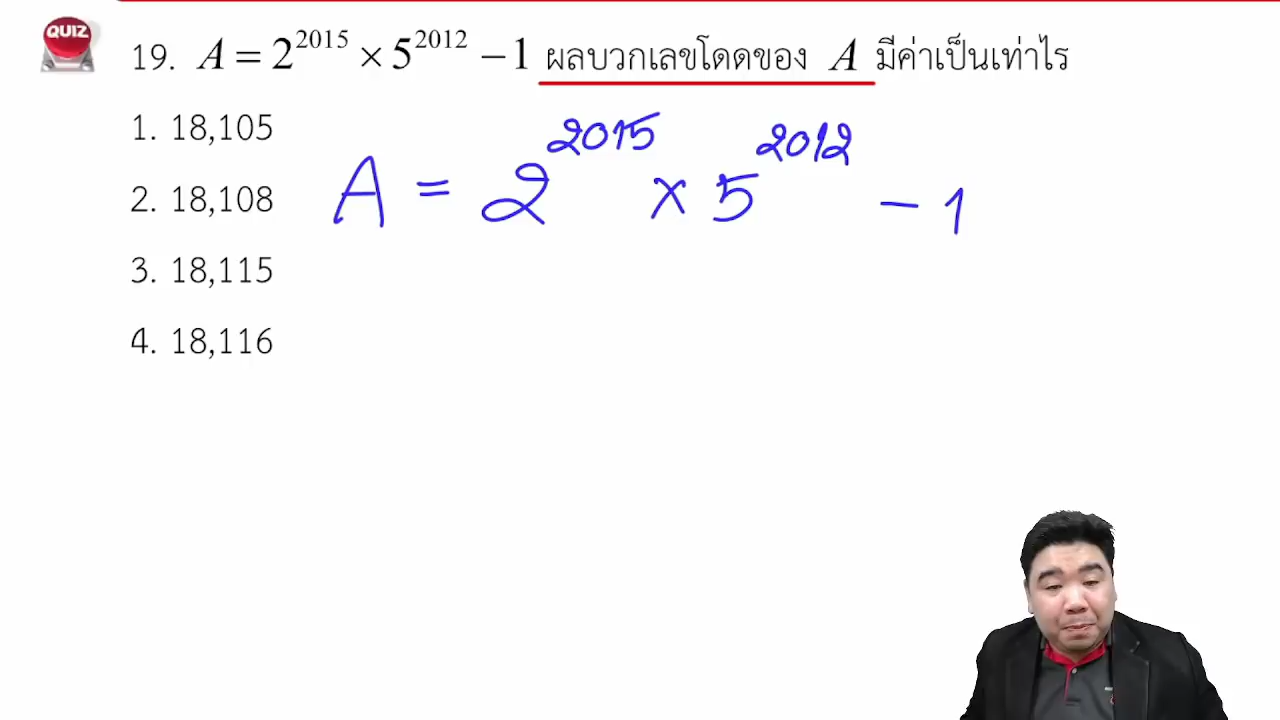 QUIZ
19. A = 2^2015 × 5^2012 − 1 ผลบวกเลขโดดของ A มีค่าเป็นเท่าไร
1. 18,105
2. 18,108
3. 18,115
4. 18,116
A = 2^2015 × 5^2012 − 1